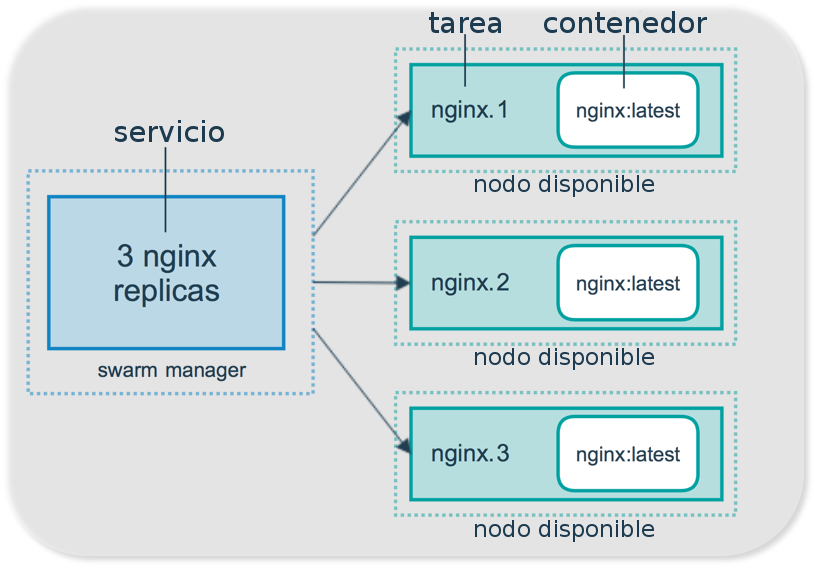 servicio
3 nginx
replicas
swarm manager
tarea
contenedor
nginx.1
nginx:latest
nodo disponible
nginx.2
nginx:latest
nodo disponible
nginx.3
nginx:latest
nodo disponible